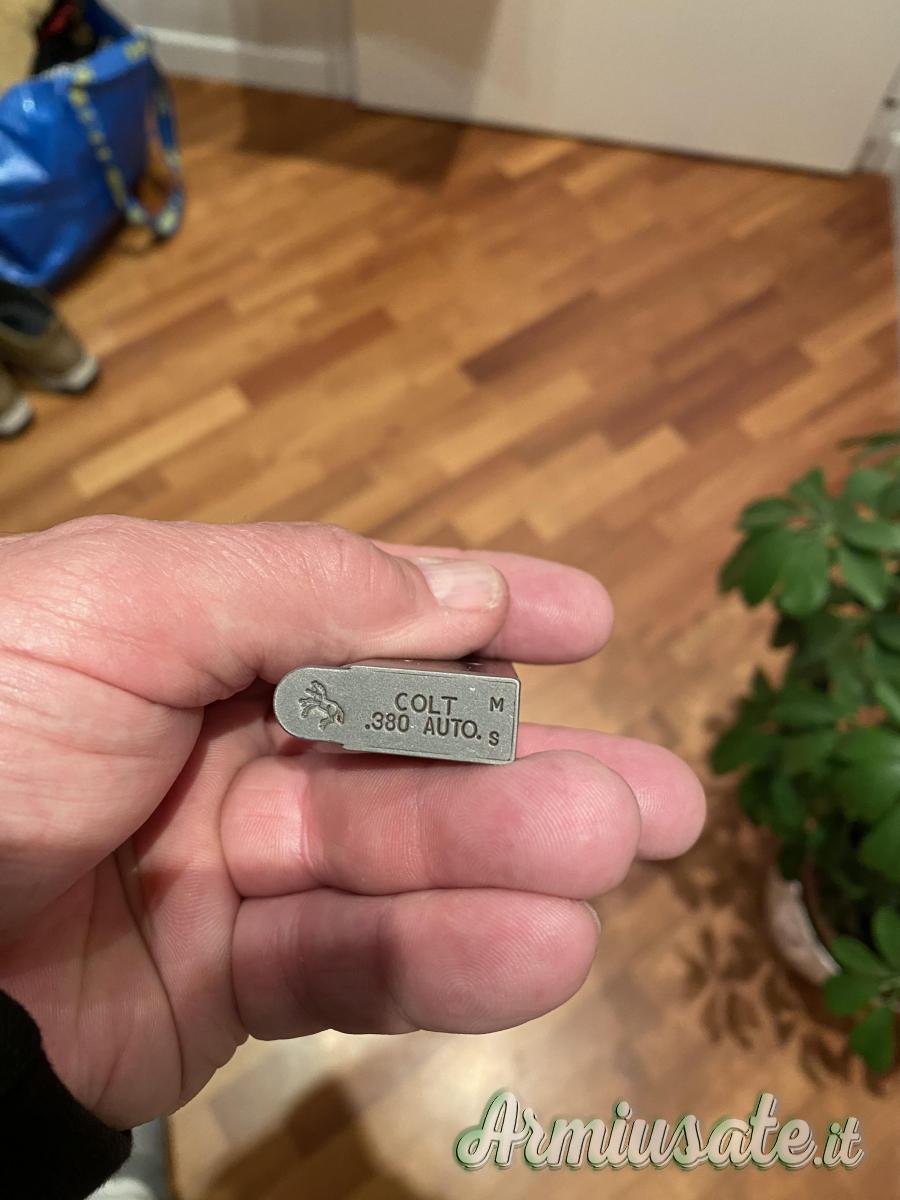 COLT M
.380 AUTO. S
Armiusate.it